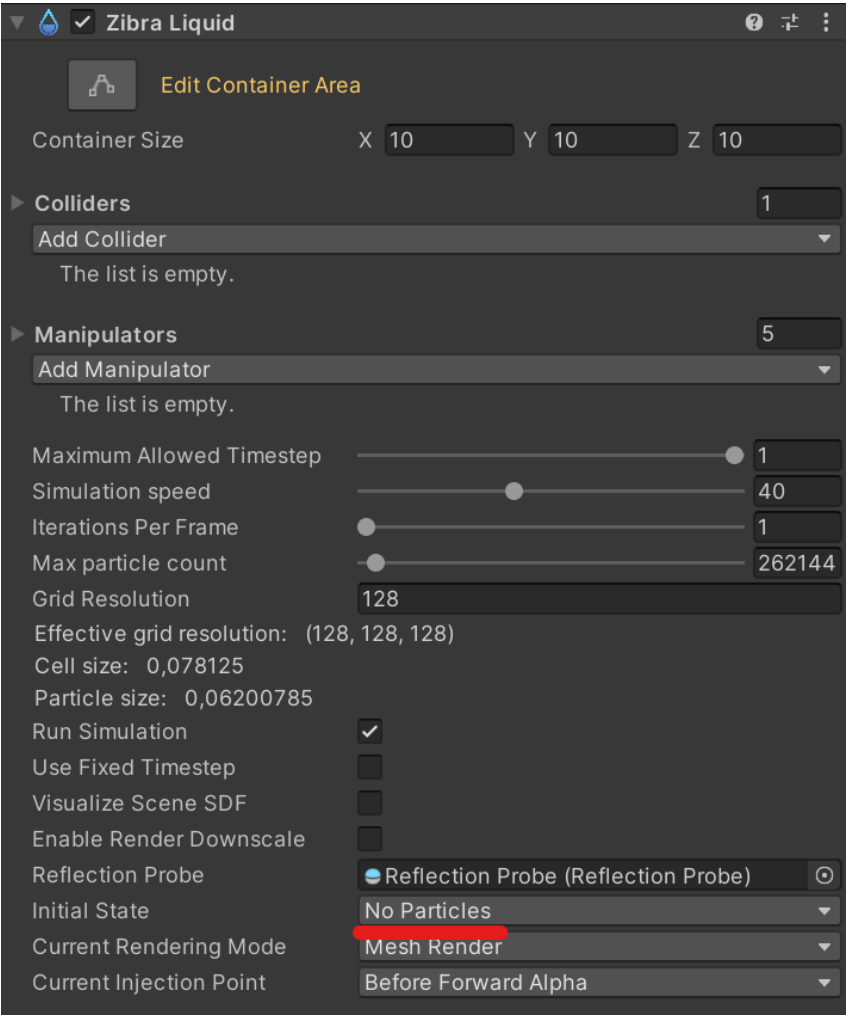 Zibra Liquid
Edit Container Area
Container Size X 10 Y 10 Z 10
Colliders 1
Add Collider
The list is empty.
Manipulators 5
Add Manipulator
The list is empty.
Maximum Allowed Timestep 1
Simulation speed 40
Iterations Per Frame 1
Max particle count 262144
Grid Resolution 128
Effective grid resolution: (128, 128, 128)
Cell size: 0,078125
Particle size: 0,06200785
Run Simulation
Use Fixed Timestep
Visualize Scene SDF
Enable Render Downscale
Reflection Probe Reflection Probe (Reflection Probe)
Initial State No Particles
Current Rendering Mode Mesh Render
Current Injection Point Before Forward Alpha